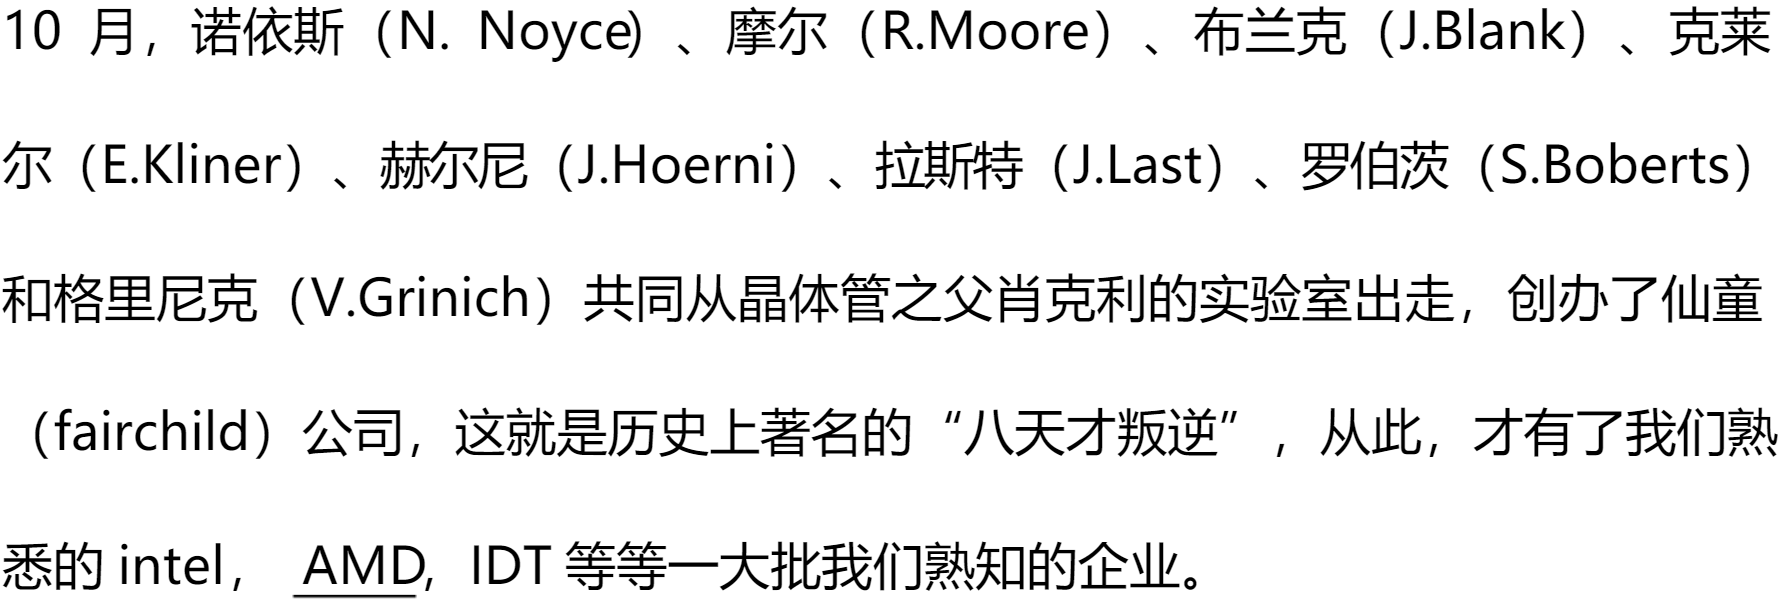 10 月，诺依斯（N. Noyce）、摩尔（R.Moore）、布兰克（J.Blank）、克莱
尔（E.Kliner）、赫尔尼（J.Hoerni）、拉斯特（J.Last）、罗伯茨（S.Boberts）
和格里尼克（V.Grinich）共同从晶体管之父肖克利的实验室出走，创办了仙童
（fairchild）公司，这就是历史上著名的“八天才叛逆”，从此，才有了我们熟
悉的 intel， AMD，IDT 等等一大批我们熟知的企业。